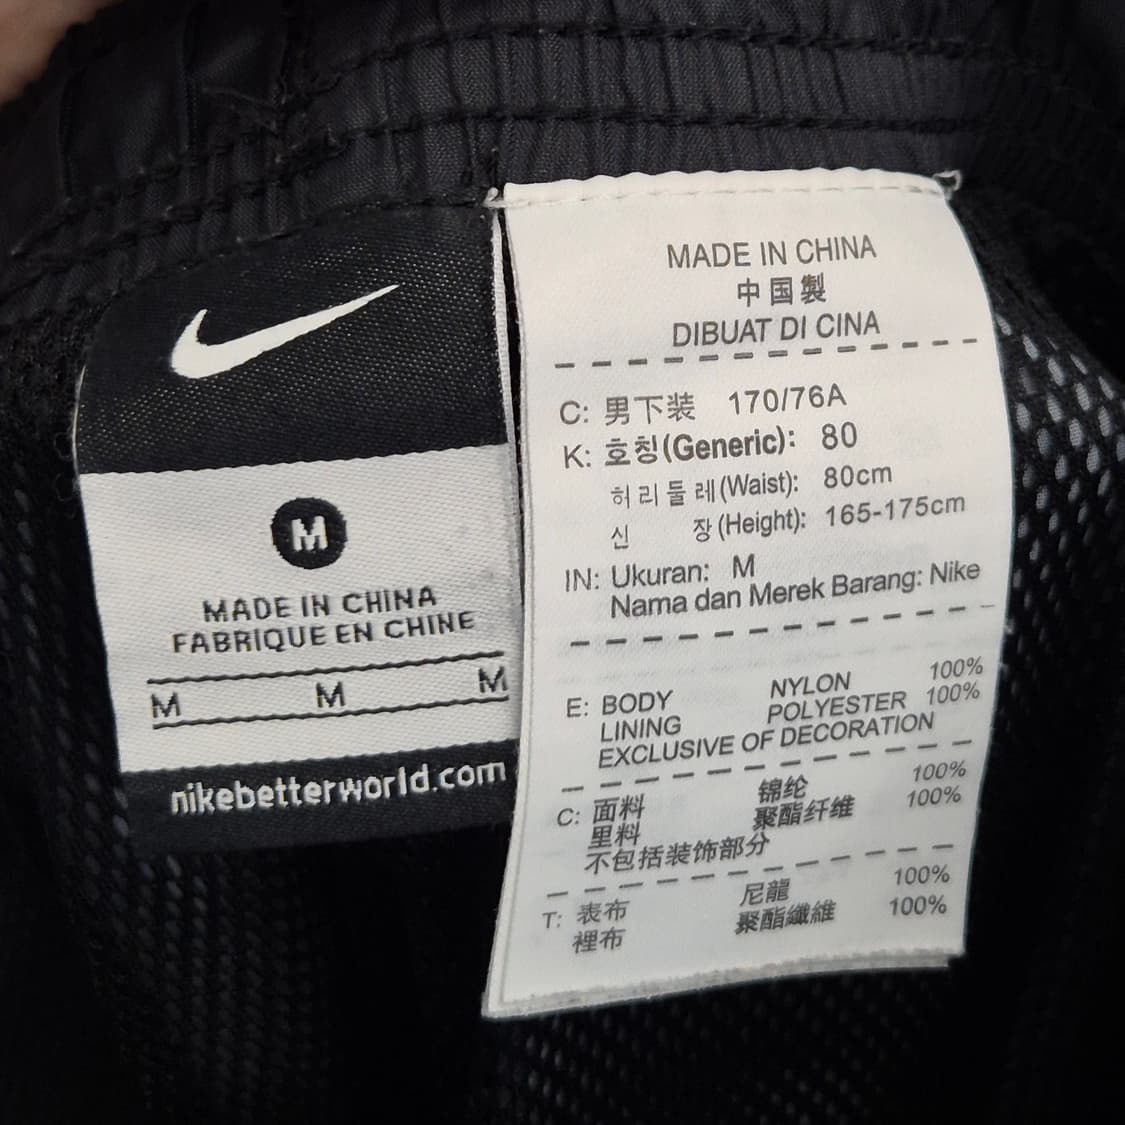 M
MADE IN CHINA
FABRIQUE EN CHINE
M M M
nikebetterworld.com
MADE IN CHINA
中国製
DIBUAT DI CINA
C: 男下装 170/76A
K: 호칭(Generic): 80
허리둘레(Waist): 80cm
신 장(Height): 165-175cm
IN: Ukuran: M
Nama dan Merek Barang: Nike
E: BODY NYLON 100%
LINING POLYESTER 100%
EXCLUSIVE OF DECORATION
C: 面料 锦纶 100%
里料 聚酯纤维 100%
不包括装饰部分
T: 表布 尼龍 100%
裡布 聚酯纖維 100%